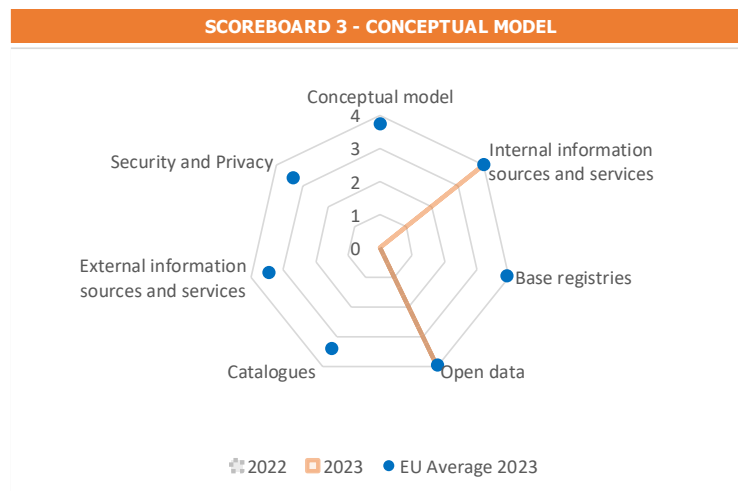 SCOREBOARD 3 - CONCEPTUAL MODEL
Conceptual model
4
3
2
1
0
Internal information
sources and services
Security and Privacy
Base registries
External information
sources and services
Catalogues
Open data
2022
2023
EU Average 2023